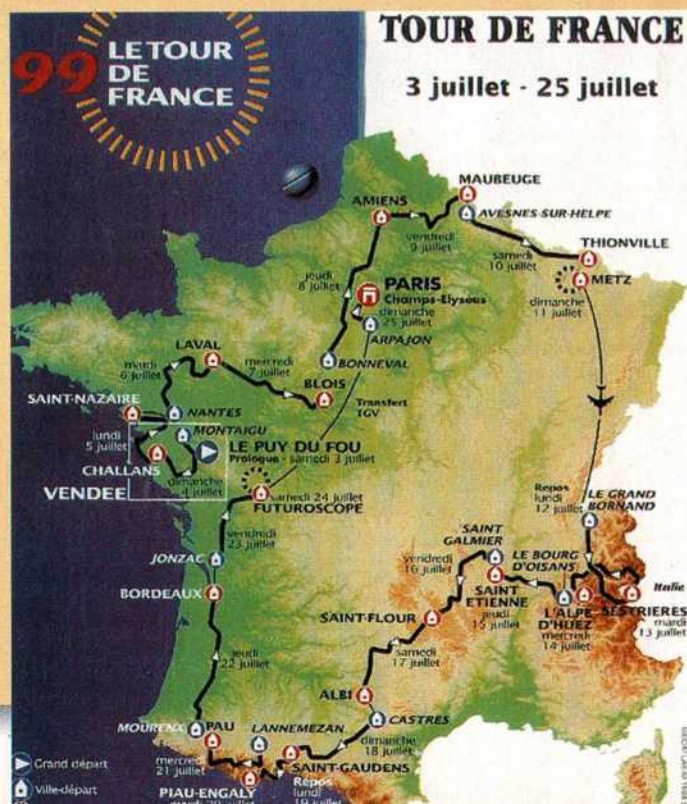 99
LE TOUR
DE
FRANCE
TOUR DE FRANCE
3 juillet - 25 juillet
MAUBEUGE
AMIENS
AVESNES-SUR-HELPE
vendredi
9 juillet
THIONVILLE
samedi
10 juillet
METZ
jeudi
8 juillet
PARIS
Champs-Elysées
dimanche
25 juillet
dimanche
11 juillet
ARPAJON
LAVAL
BONNEVAL
mardi
6 juillet
mercredi
7 juillet
BLOIS
Transfert
TGV
SAINT-NAZAIRE
NANTES
MONTAIGU
lundi
5 juillet
LE PUY DU FOU
Prologue - samedi 3 juillet
CHALLANS
dimanche
4 juillet
VENDEE
samedi 24 juillet
FUTUROSCOPE
Repos
lundi
12 juillet
LE GRAND
BORNAND
vendredi
23 juillet
SAINT
GALMIER
LE BOURG
D'OISANS
vendredi
16 juillet
JONZAC
SAINT
ETIENNE
jeudi
15 juillet
Italie
BORDEAUX
L'ALPE
D'HUEZ
mercredi
14 juillet
SESTRIERES
mardi
13 juillet
SAINT-FLOUR
samedi
17 juillet
jeudi
22 juillet
ALBI
CASTRES
MOURENX
PAU
LANNEMEZAN
dimanche
18 juillet
Grand départ
mercredi
21 juillet
SAINT-GAUDENS
Ville-départ
PIAU-ENGALY
mardi 20 juillet
Repos
lundi
19 juillet